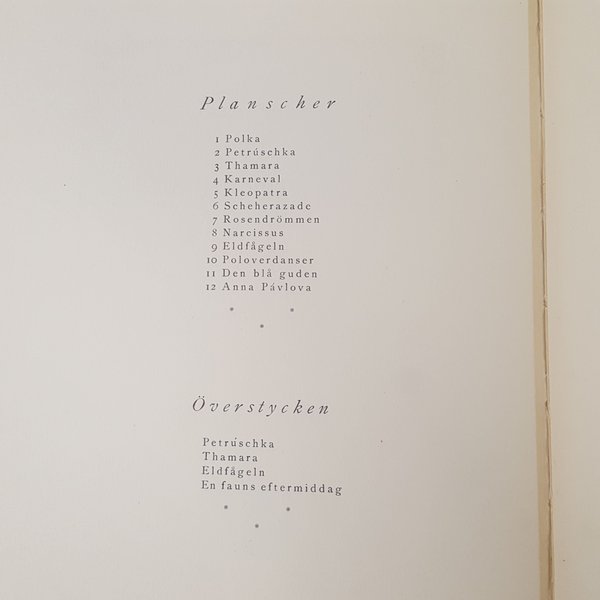 Planscher
1 Polka
2 Petrúschka
3 Thamara
4 Karneval
5 Kleopatra
6 Scheherazade
7 Rosendrömmen
8 Narcissus
9 Eldfågeln
10 Poloverdanser
11 Den blå guden
12 Anna Pávlova
Överstycken
Petrúschka
Thamara
Eldfågeln
En fauns eftermiddag